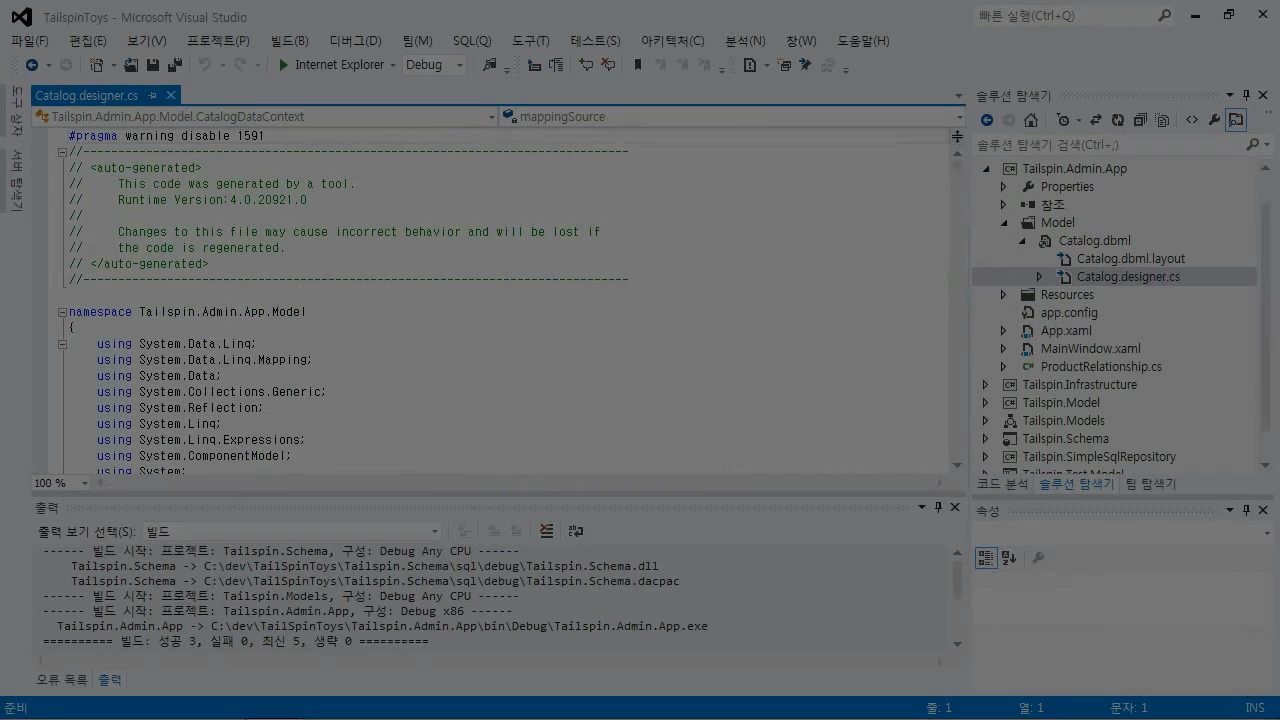 TailspinToys - Microsoft Visual Studio
빠른 실행(Ctrl+Q)
파일(F) 편집(E) 보기(V) 프로젝트(P) 빌드(B) 디버그(D) 팀(M) SQL(Q) 도구(T) 테스트(S) 아키텍처(C) 분석(N) 창(W) 도움말(H)
Internet Explorer Debug
도구 상자
서버 탐색기
Catalog.designer.cs
Tailspin.Admin.App.Model.CatalogDataContext
mappingSource
#pragma warning disable 1591
//------------------------------------------------------------------------------
// <auto-generated>
//     This code was generated by a tool.
//     Runtime Version:4.0.20921.0
//
//     Changes to this file may cause incorrect behavior and will be lost if
//     the code is regenerated.
// </auto-generated>
//------------------------------------------------------------------------------
namespace Tailspin.Admin.App.Model
{
using System.Data.Linq;
using System.Data.Linq.Mapping;
using System.Data;
using System.Collections.Generic;
using System.Reflection;
using System.Linq;
using System.Linq.Expressions;
using System.ComponentModel;
using System;
100 %
출력
출력 보기 선택(S): 빌드
------ 빌드 시작: 프로젝트: Tailspin.Schema, 구성: Debug Any CPU ------
Tailspin.Schema -> C:\dev\TailSpinToys\Tailspin.Schema\sql\debug\Tailspin.Schema.dll
Tailspin.Schema -> C:\dev\TailSpinToys\Tailspin.Schema\sql\debug\Tailspin.Schema.dacpac
------ 빌드 시작: 프로젝트: Tailspin.Models, 구성: Debug Any CPU ------
------ 빌드 시작: 프로젝트: Tailspin.Admin.App, 구성: Debug x86 ------
Tailspin.Admin.App -> C:\dev\TailSpinToys\Tailspin.Admin.App\bin\Debug\Tailspin.Admin.App.exe
========== 빌드: 성공 3, 실패 0, 최신 5, 생략 0 ==========
오류 목록 출력
솔루션 탐색기
솔루션 탐색기 검색(Ctrl+;)
Tailspin.Admin.App
Properties
참조
Model
Catalog.dbml
Catalog.dbml.layout
Catalog.designer.cs
Resources
app.config
App.xaml
MainWindow.xaml
ProductRelationship.cs
Tailspin.Infrastructure
Tailspin.Model
Tailspin.Models
Tailspin.Schema
Tailspin.SimpleSqlRepository
Tailspin.Test.Model
코드 분석 솔루션 탐색기 팀 탐색기
속성
준비 줄: 1 열: 1 문자: 1 INS